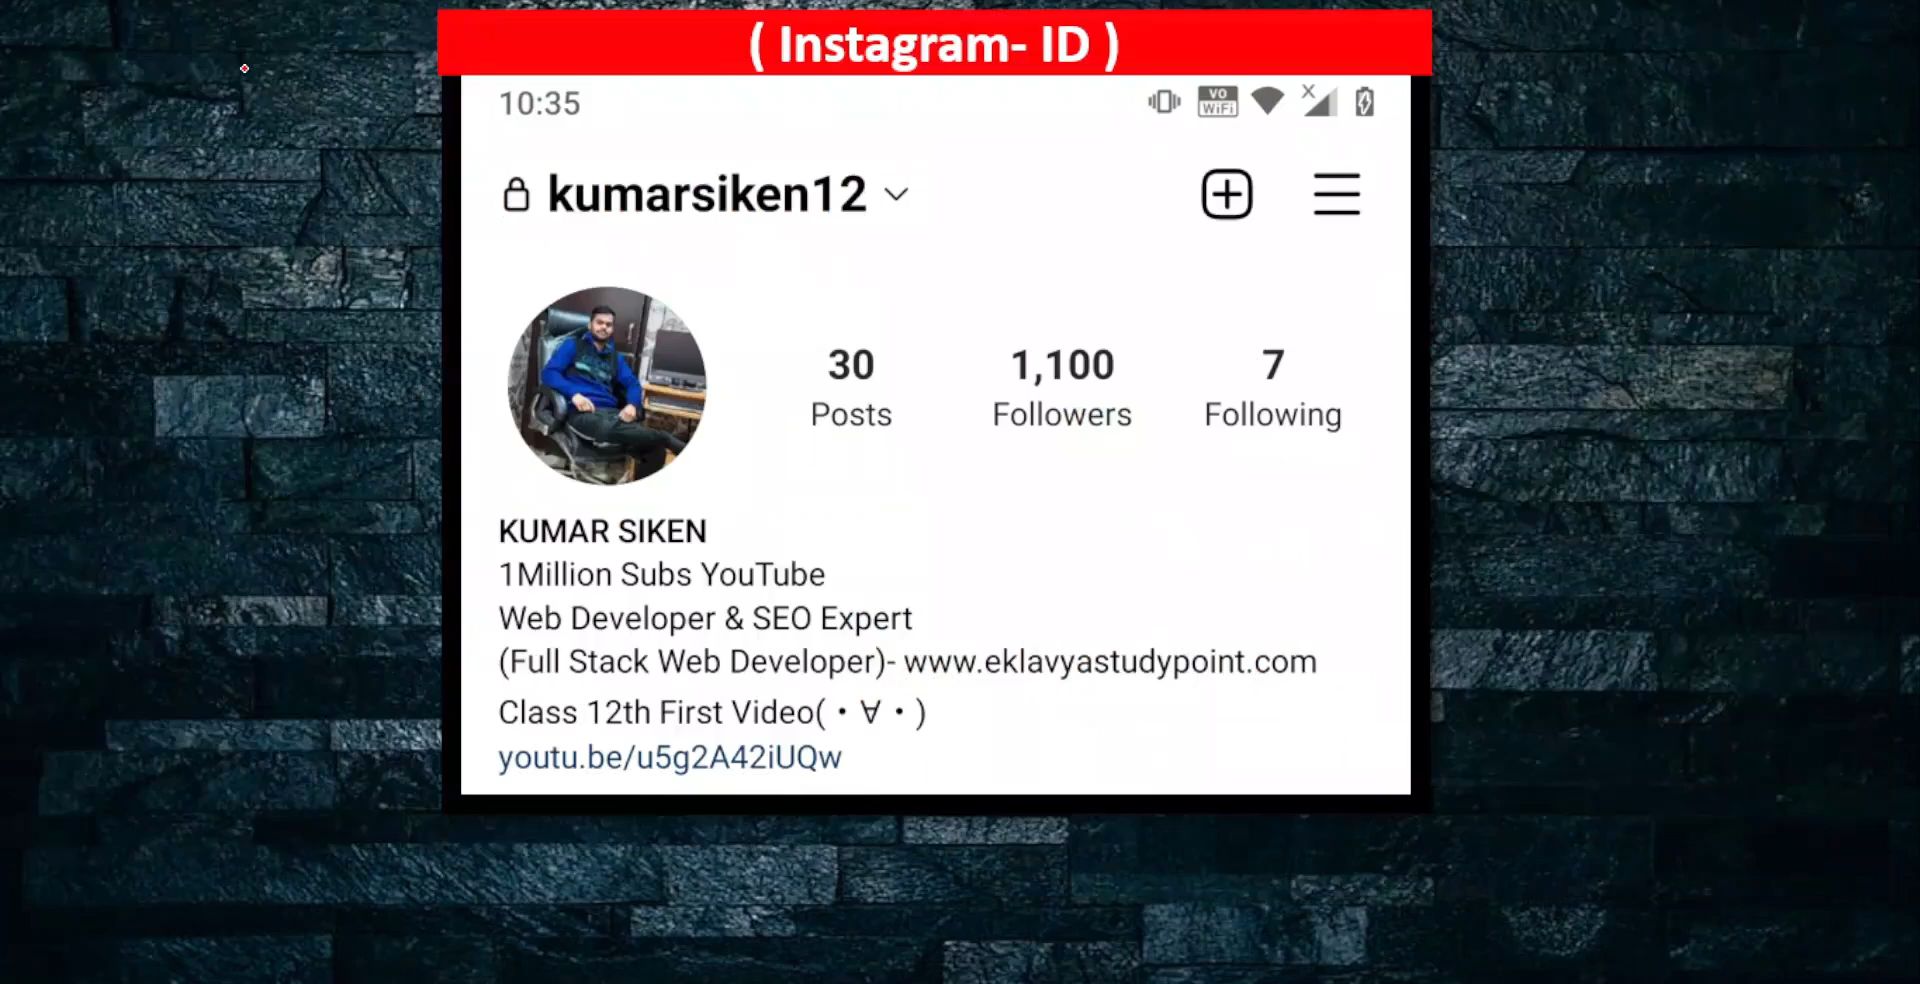 ( Instagram- ID )
10:35
VO
WiFi
kumarsiken12
30
1,100
7
Posts
Followers
Following
KUMAR SIKEN
1Million Subs YouTube
Web Developer & SEO Expert
(Full Stack Web Developer)- www.eklavyastudypoint.com
Class 12th First Video(・∀・)
youtu.be/u5g2A42iUQw